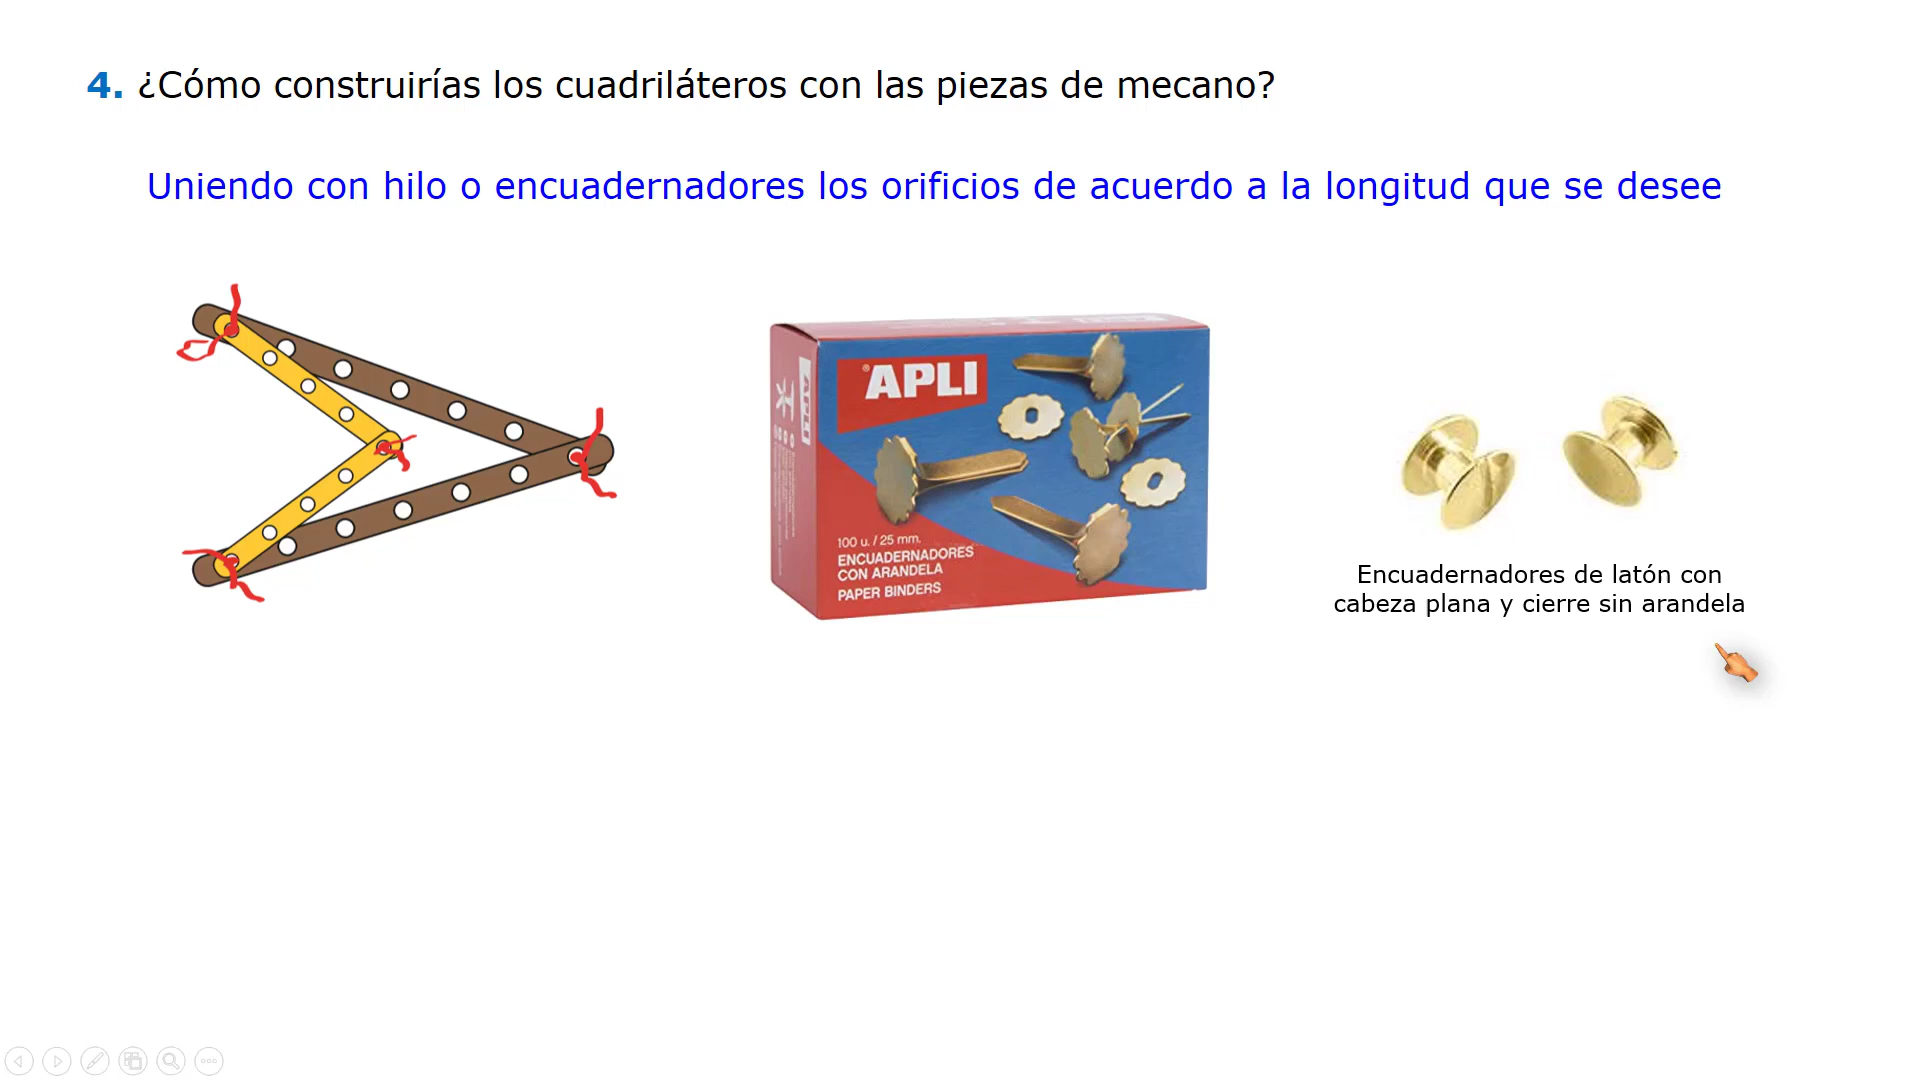 4. ¿Cómo construirías los cuadriláteros con las piezas de mecano?
Uniendo con hilo o encuadernadores los orificios de acuerdo a la longitud que se desee
APLI
APLI
100 u. / 25 mm.
ENCUADERNADORES
CON ARANDELA
PAPER BINDERS
Encuadernadores de latón con
cabeza plana y cierre sin arandela